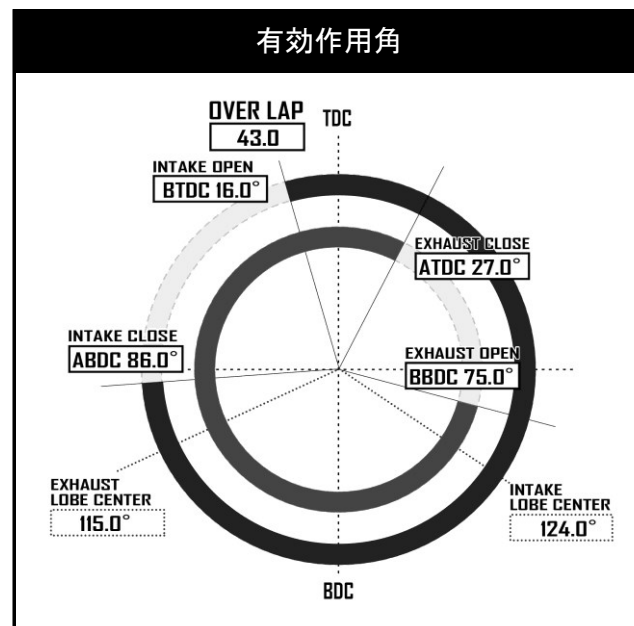 有効作用角
OVER LAP
43.0
TDC
INTAKE OPEN
BTDC 16.0°
EXHAUST CLOSE
ATDC 27.0°
INTAKE CLOSE
ABDC 86.0°
EXHAUST OPEN
BBDC 75.0°
EXHAUST
LOBE CENTER
115.0°
INTAKE
LOBE CENTER
124.0°
BDC